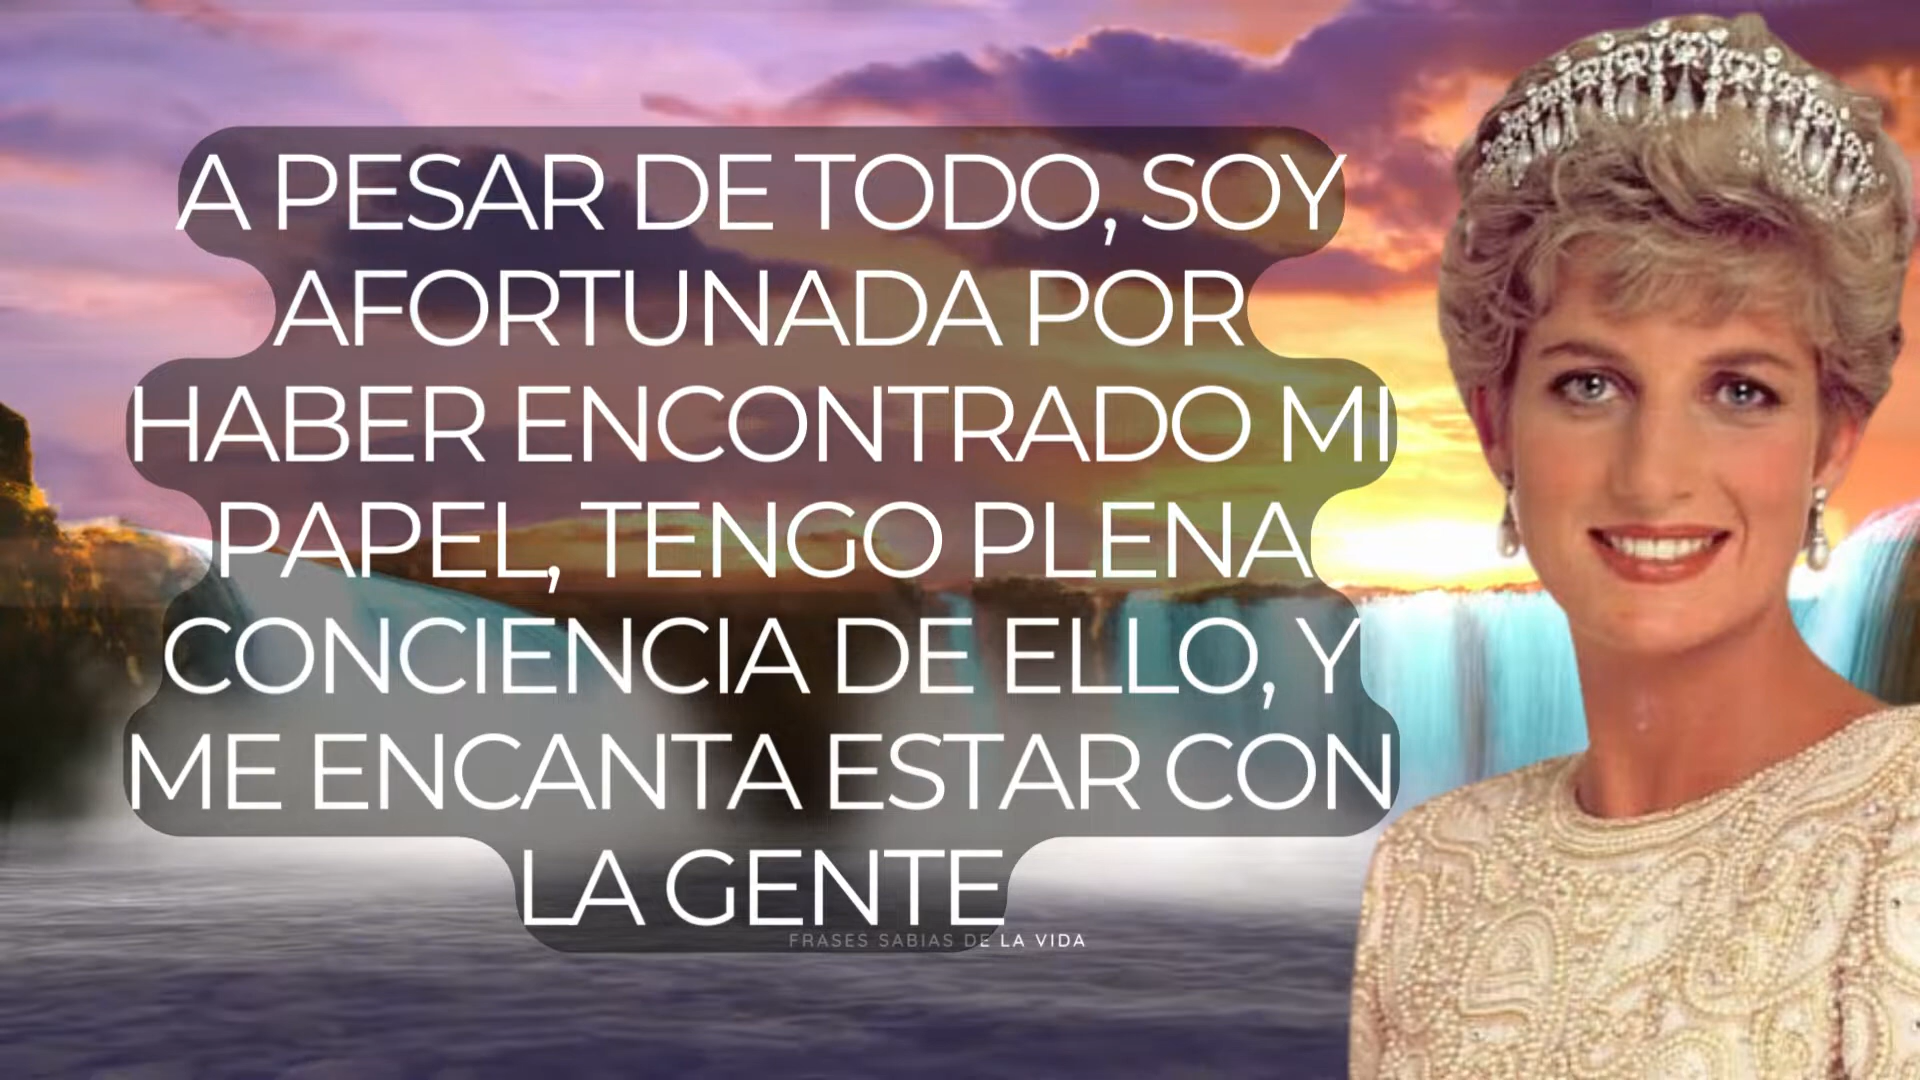 A PESAR DE TODO, SOY
AFORTUNADA POR
HABER ENCONTRADO MI
PAPEL, TENGO PLENA
CONCIENCIA DE ELLO, Y
ME ENCANTA ESTAR CON
LA GENTE
FRASES SABIAS DE LA VIDA